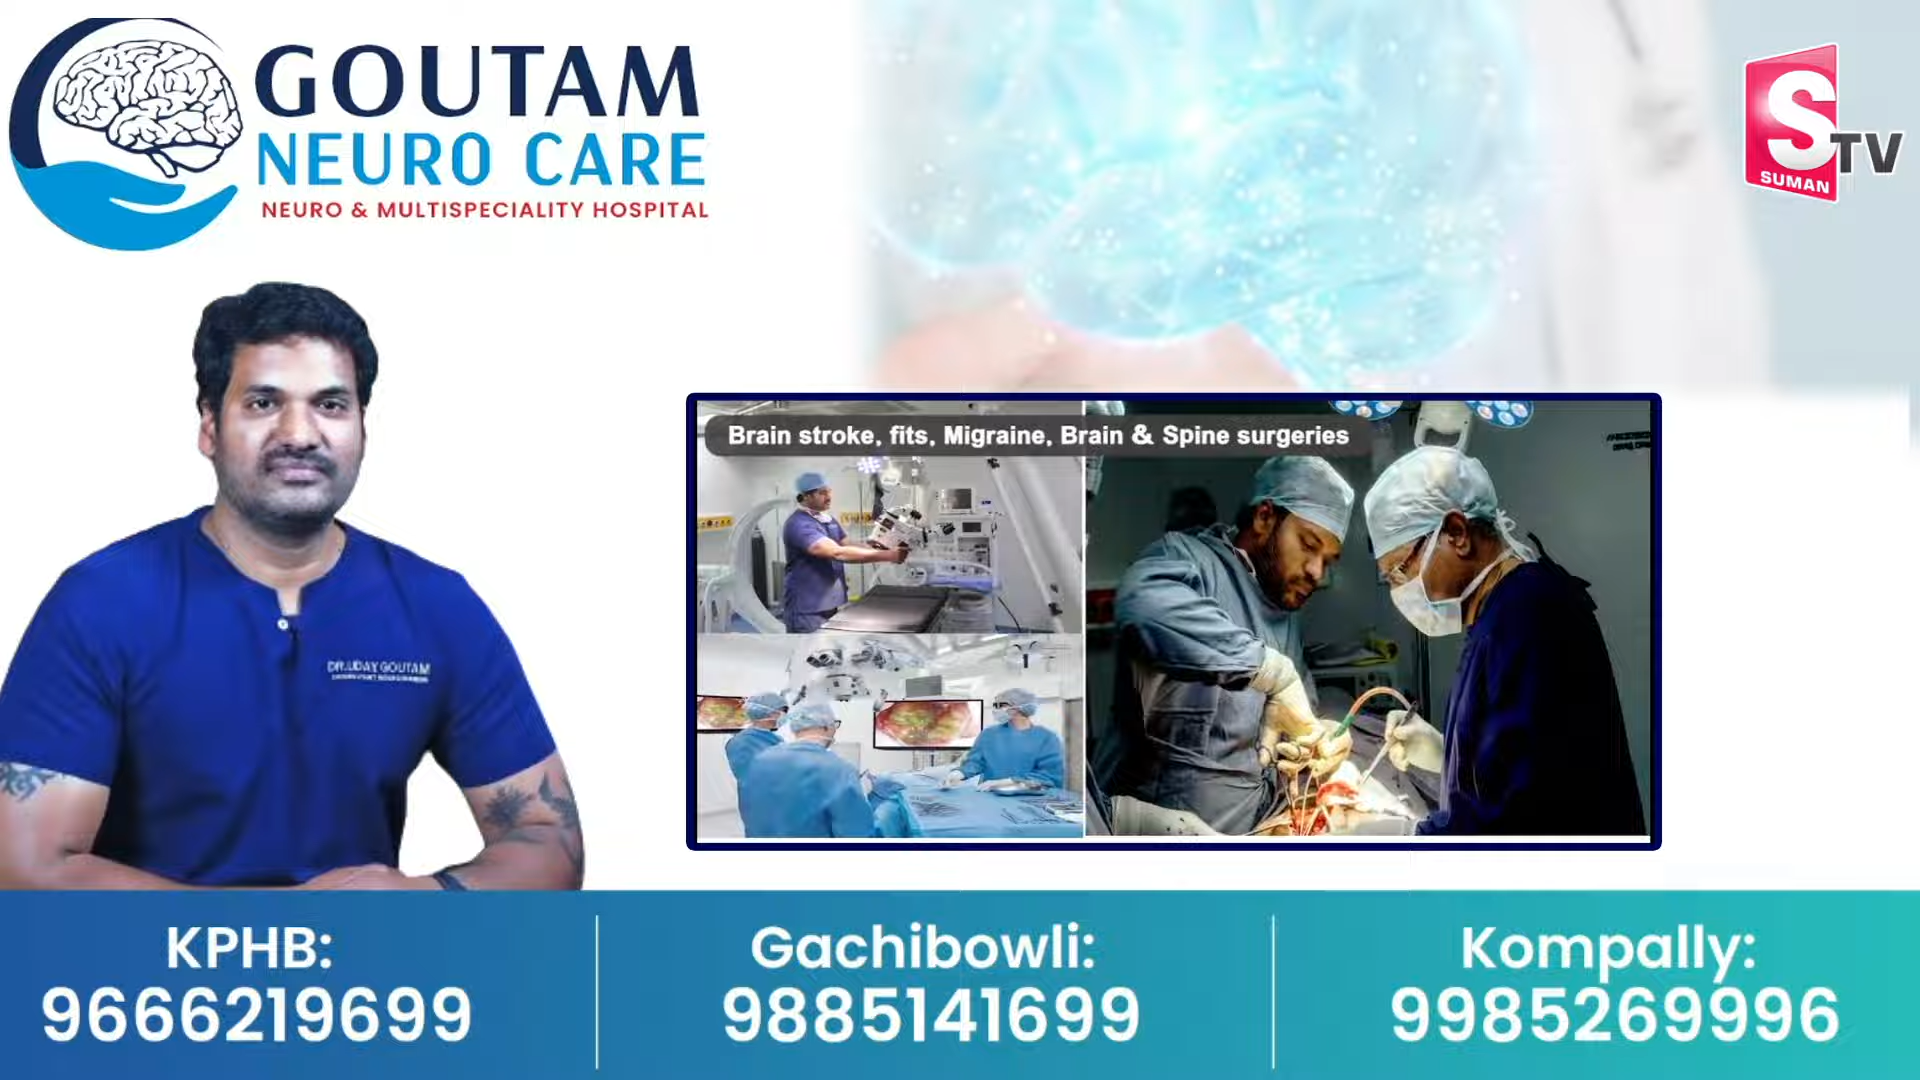 GOUTAM
NEURO CARE
NEURO & MULTISPECIALITY HOSPITAL
S TV
SUMAN
Brain stroke, fits, Migraine, Brain & Spine surgeries
DR.UDAY GOUTAM
KPHB:
9666219699
Gachibowli:
9885141699
Kompally:
9985269996